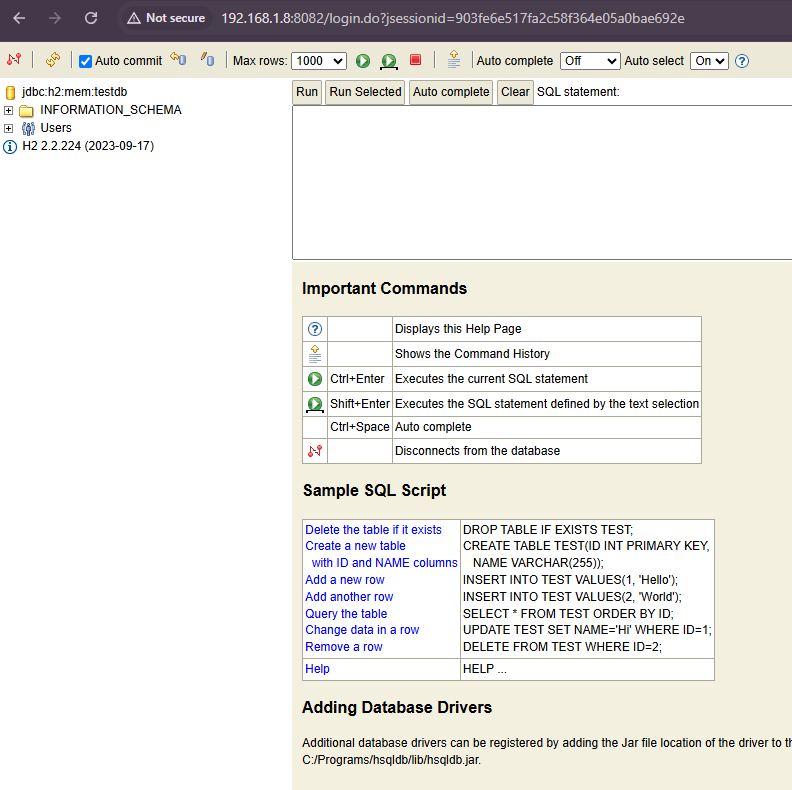 Not secure 192.168.1.8:8082/login.do?jsessionid=903fe6e517fa2c58f364e05a0bae692e
Auto commit Max rows: 1000 Auto complete Off Auto select On
jdbc:h2:mem:testdb
INFORMATION_SCHEMA
Users
H2 2.2.224 (2023-09-17)
Run Run Selected Auto complete Clear SQL statement:
Important Commands
Displays this Help Page
Shows the Command History
Ctrl+Enter Executes the current SQL statement
Shift+Enter Executes the SQL statement defined by the text selection
Ctrl+Space Auto complete
Disconnects from the database
Sample SQL Script
Delete the table if it exists DROP TABLE IF EXISTS TEST;
Create a new table CREATE TABLE TEST(ID INT PRIMARY KEY,
with ID and NAME columns NAME VARCHAR(255));
Add a new row INSERT INTO TEST VALUES(1, 'Hello');
Add another row INSERT INTO TEST VALUES(2, 'World');
Query the table SELECT * FROM TEST ORDER BY ID;
Change data in a row UPDATE TEST SET NAME='Hi' WHERE ID=1;
Remove a row DELETE FROM TEST WHERE ID=2;
Help HELP ...
Adding Database Drivers
Additional database drivers can be registered by adding the Jar file location of the driver to
C:/Programs/hsqldb/lib/hsqldb.jar.